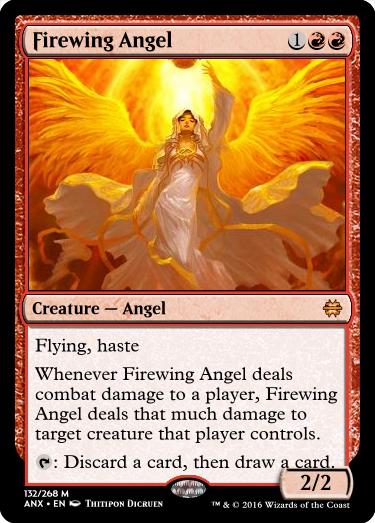 Firewing Angel 1
Creature — Angel
Flying, haste
Whenever Firewing Angel deals
combat damage to a player, Firewing
Angel deals that much damage to
target creature that player controls.
: Discard a card, then draw a card.
2/2
132/268 M
ANX • EN Thitipon Dicruen
™ & © 2016 Wizards of the Coast